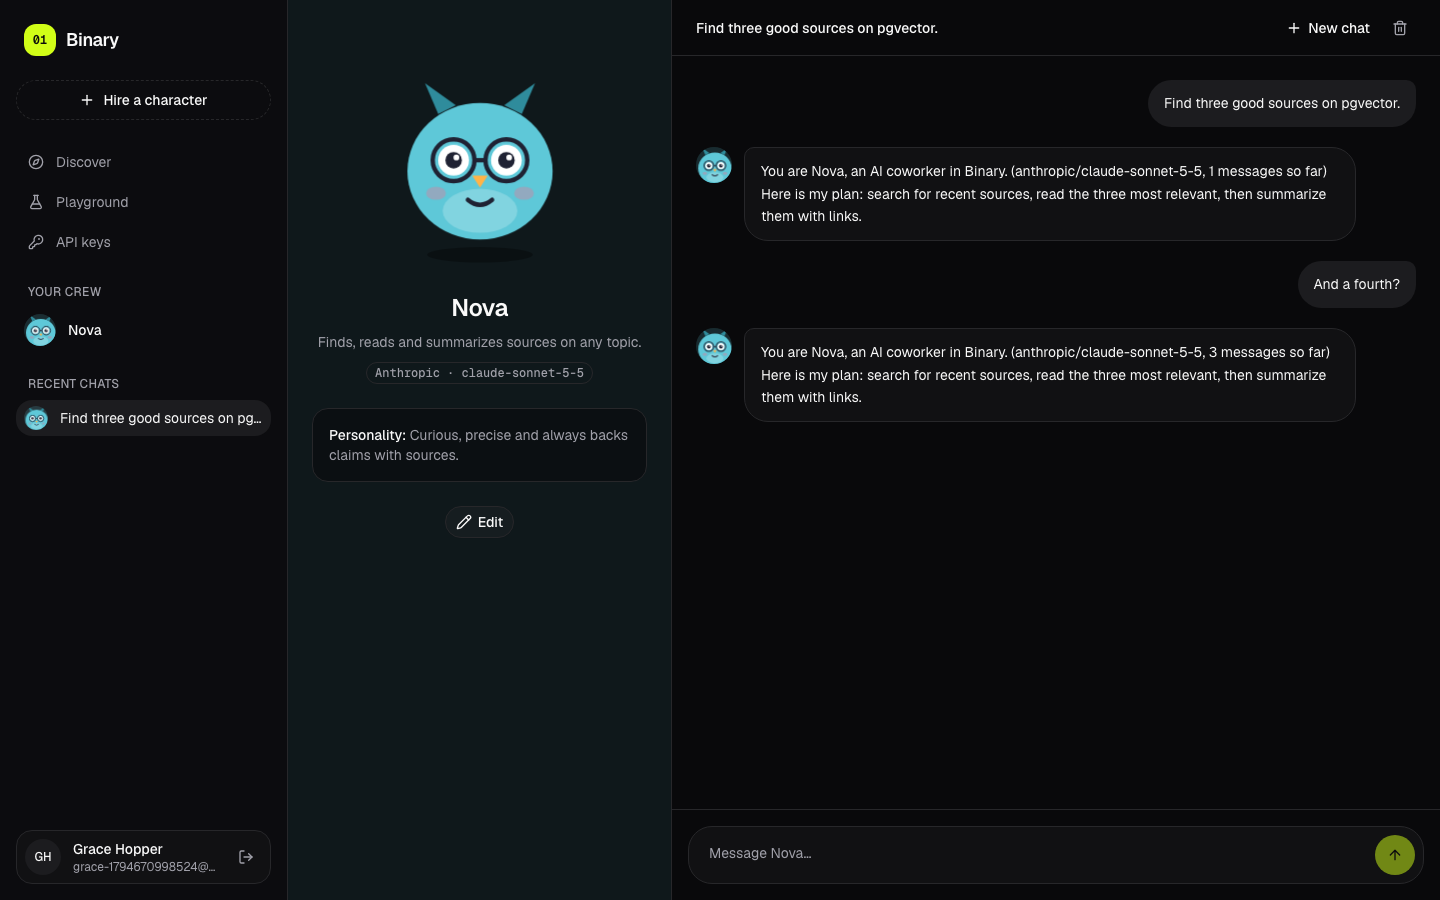 01 Binary
Hire a character
Discover
Playground
API keys
YOUR CREW
Nova
RECENT CHATS
Find three good sources on pg...
GH
Grace Hopper
grace-1794670998524@...
Nova
Finds, reads and summarizes sources on any topic.
Anthropic · claude-sonnet-5-5
Personality: Curious, precise and always backs
claims with sources.
Edit
Find three good sources on pgvector.
New chat
Find three good sources on pgvector.
You are Nova, an AI coworker in Binary. (anthropic/claude-sonnet-5-5, 1 messages so far)
Here is my plan: search for recent sources, read the three most relevant, then summarize
them with links.
And a fourth?
You are Nova, an AI coworker in Binary. (anthropic/claude-sonnet-5-5, 3 messages so far)
Here is my plan: search for recent sources, read the three most relevant, then summarize
them with links.
Message Nova...